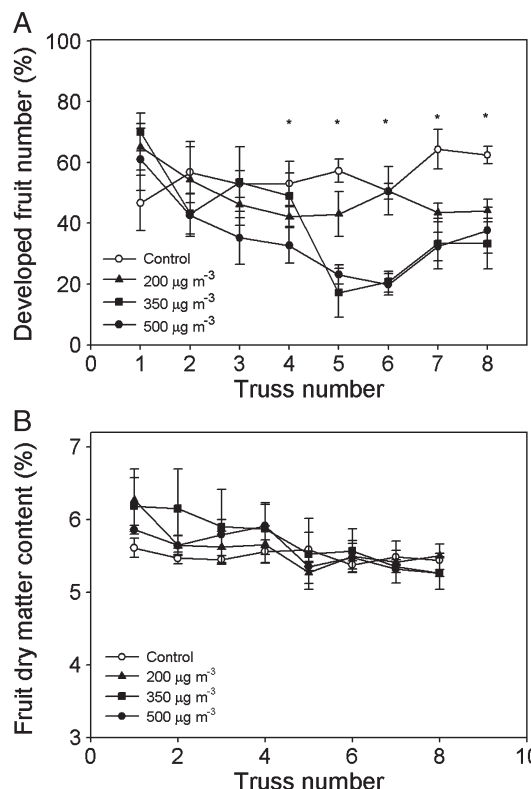 A
Developed fruit number (%)
100
80
60
40
20
0
* * * * *
Control
200 μg m-3
350 μg m-3
500 μg m-3
0 1 2 3 4 5 6 7 8
Truss number
B
Fruit dry matter content (%)
7
6
5
4
3
Control
200 μg m-3
350 μg m-3
500 μg m-3
0 2 4 6 8 10
Truss number